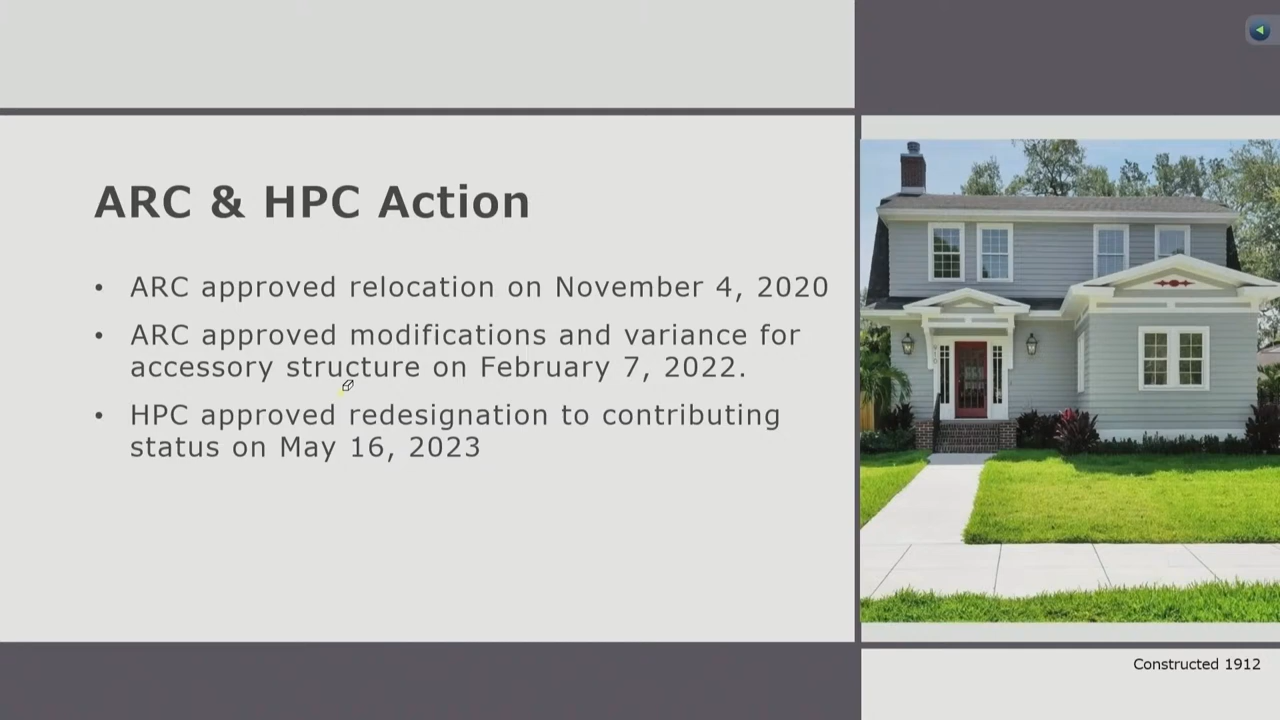 ARC & HPC Action
• ARC approved relocation on November 4, 2020
• ARC approved modifications and variance for
accessory structure on February 7, 2022.
• HPC approved redesignation to contributing
status on May 16, 2023
Constructed 1912